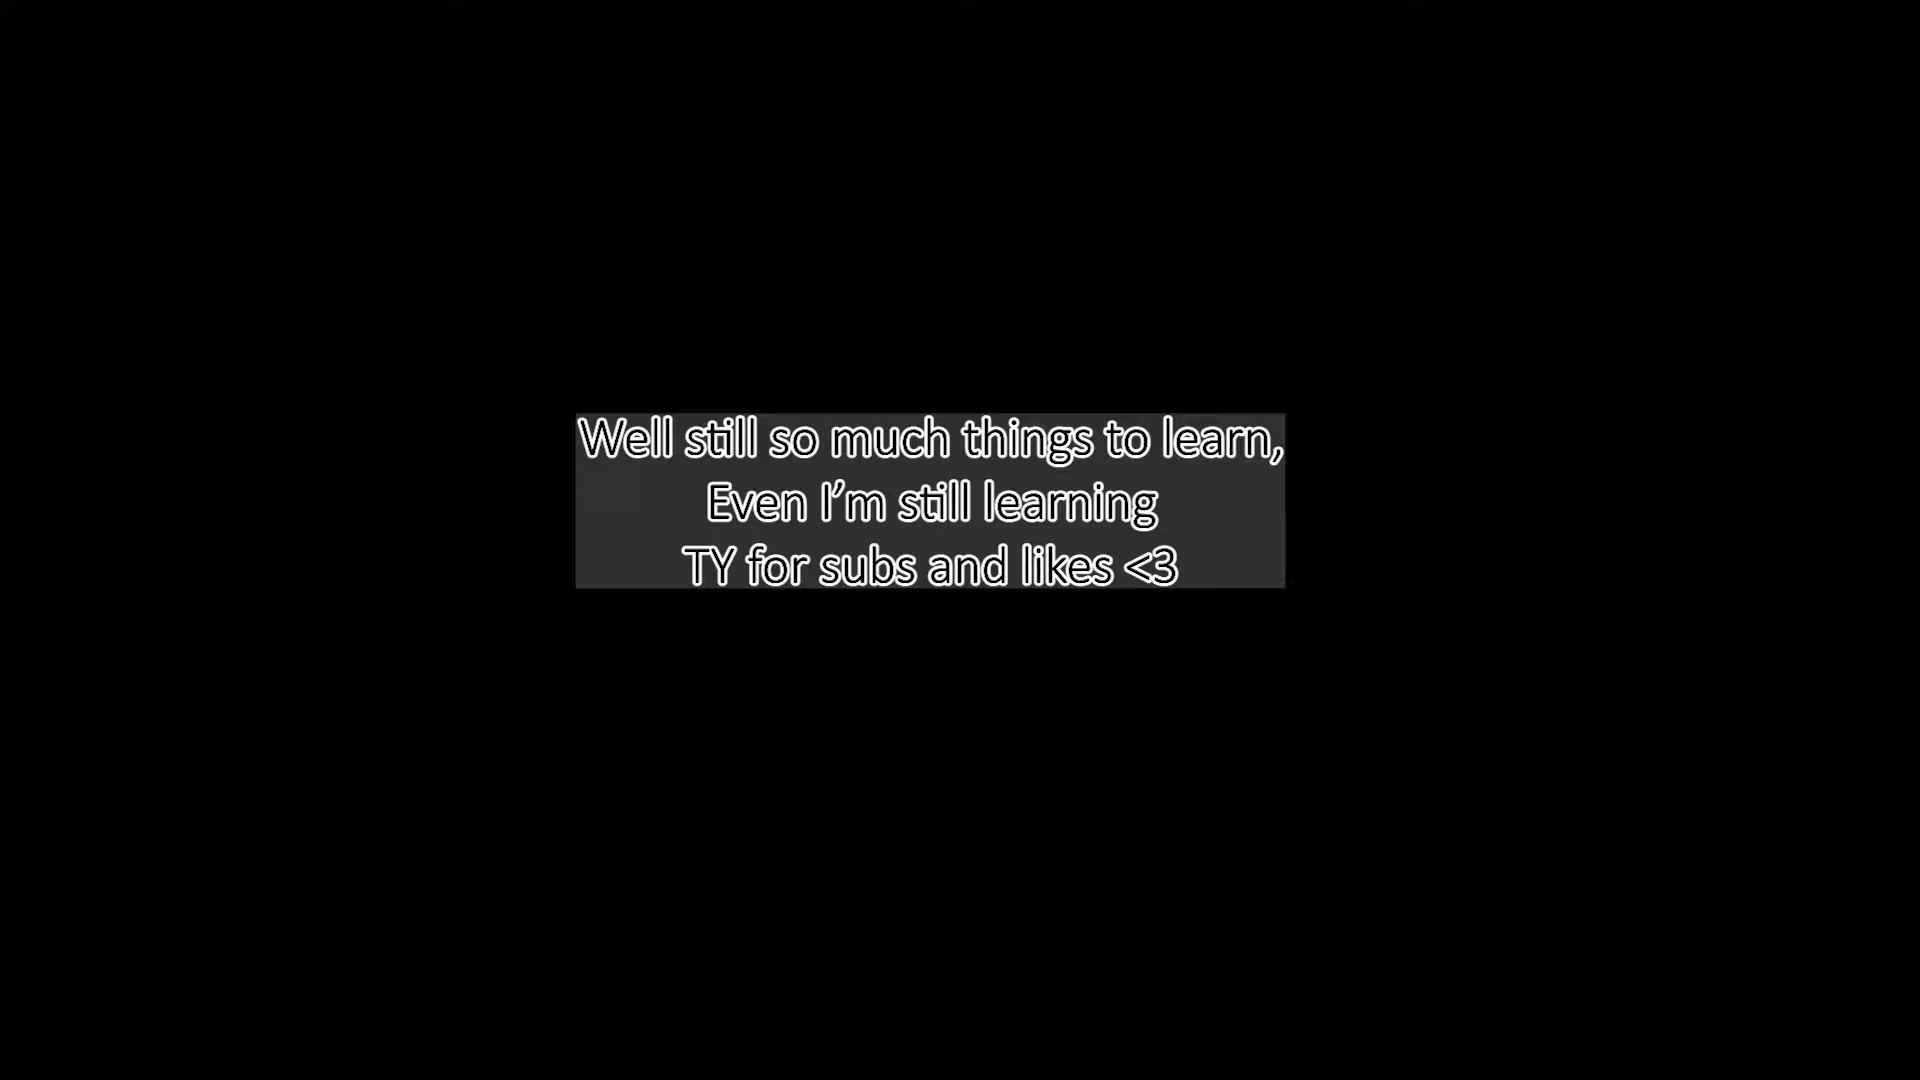 Well still so much things to learn,
Even I’m still learning
TY for subs and likes <3